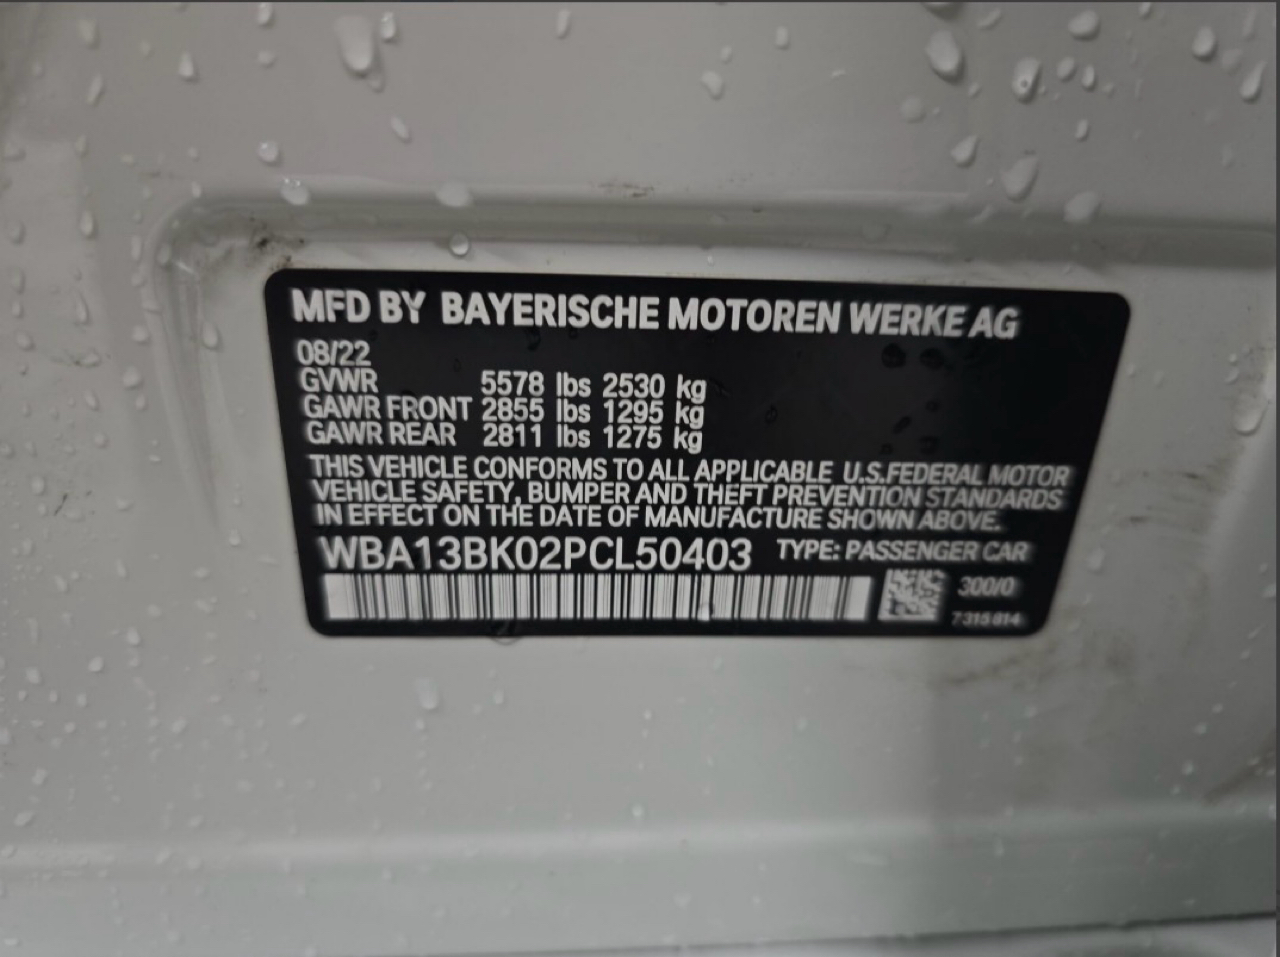 MFD BY BAYERISCHE MOTOREN WERKE AG
08/22
GVWR 5578 lbs 2530 kg
GAWR FRONT 2855 lbs 1295 kg
GAWR REAR 2811 lbs 1275 kg
THIS VEHICLE CONFORMS TO ALL APPLICABLE U.S.FEDERAL MOTOR
VEHICLE SAFETY, BUMPER AND THEFT PREVENTION STANDARDS
IN EFFECT ON THE DATE OF MANUFACTURE SHOWN ABOVE.
WBA13BK02PCL50403 TYPE: PASSENGER CAR
300/0
7315814